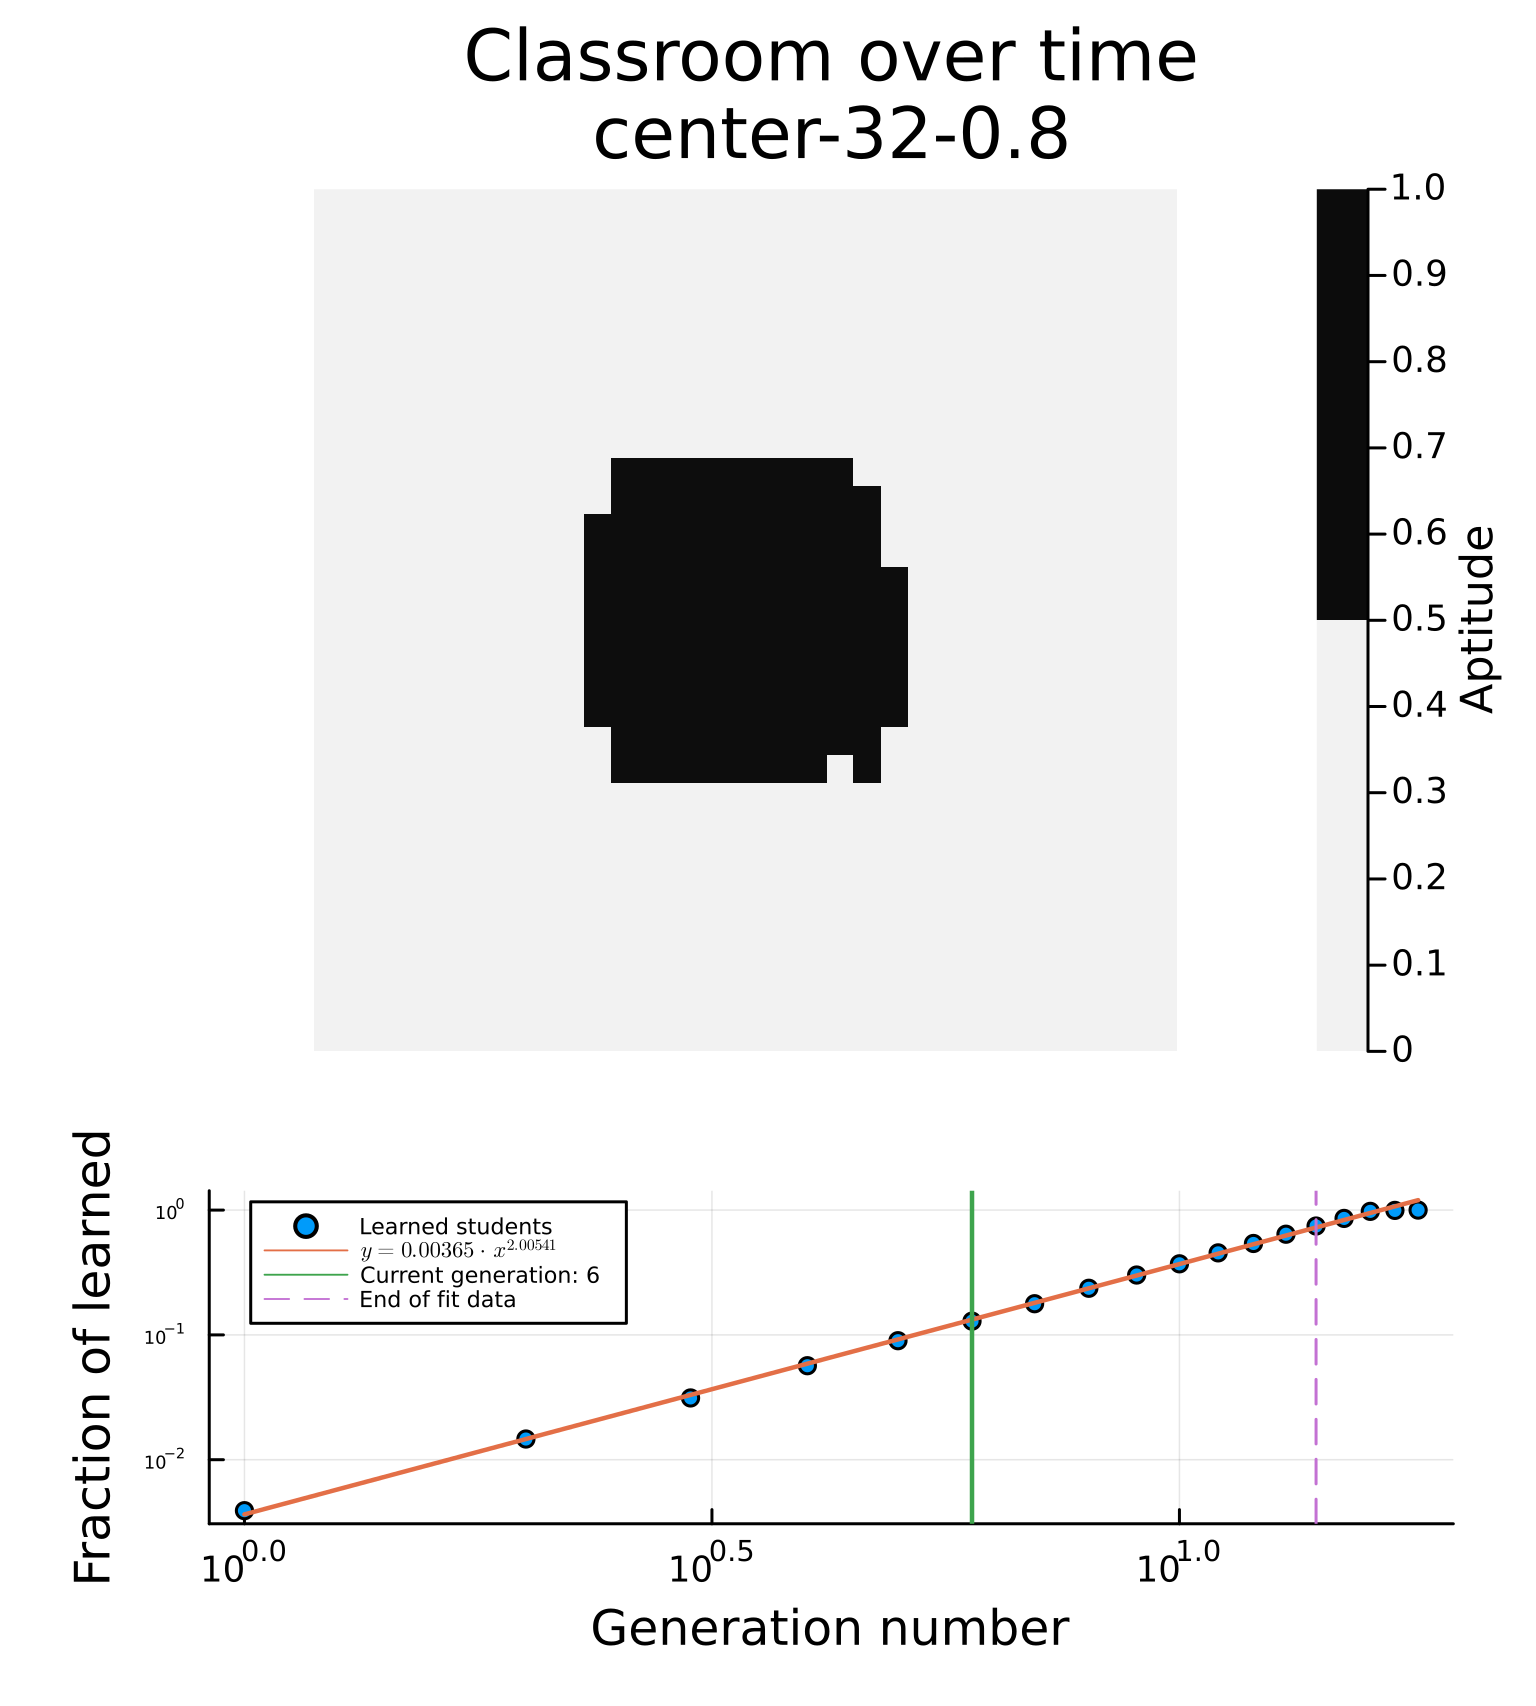 Classroom over time
center-32-0.8
1.0
0.9
0.8
0.7
0.6
0.5
0.4
0.3
0.2
0.1
0
Aptitude
Fraction of learned
10⁰
10⁻¹
10⁻²
Learned students
y = 0.00365 · x^2.00541
Current generation: 6
End of fit data
10^0.0
10^0.5
10^1.0
Generation number